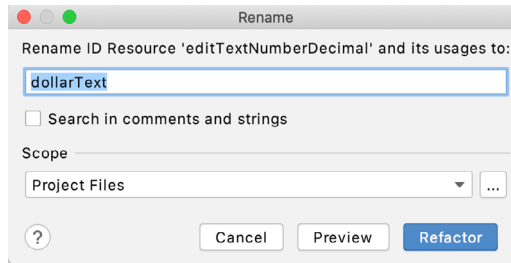 Rename
Rename ID Resource 'editTextNumberDecimal' and its usages to:
dollarText
Search in comments and strings
Scope
Project Files ...
? Cancel Preview Refactor